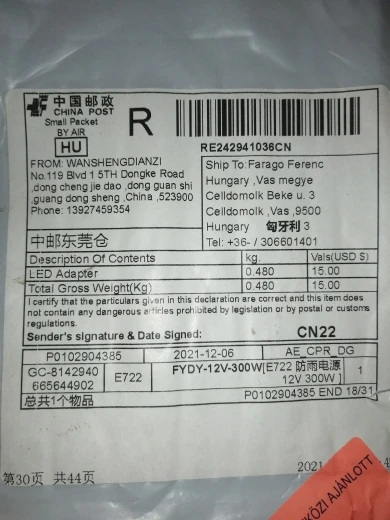 中国邮政
CHINA POST
Small Packet
BY AIR
HU
R
RE242941036CN
FROM: WANSHENGDIANZI
No.119 Blvd 1 5TH Dongke Road
,dong cheng jie dao ,dong guan shi
,guang dong sheng ,China ,523900
Phone: 13927459354
Ship To: Farago Ferenc
Hungary ,Vas megye
Celldomolk Beke u. 3
Celldomolk ,Vas ,9500
Hungary 匈牙利 3
Tel: +36- / 306601401
中邮东莞仓
Description Of Contents kg. Vals(USD $)
LED Adapter 0.480 15.00
Total Gross Weight(Kg) 0.480 15.00
I certify that the particulars given in this declaration are correct and this item does
not contain any dangerous articles prohibited by legislation or by postal or customs
regulations.
Sender's signature & Date Signed: CN22
P0102904385 2021-12-06 AE_CPR_DG
GC-8142940
665644902
E722
FYDY-12V-300W[E722 防雨电源
12V 300W ]
1
总共1个物品
P0102904385 END 18/31
第30页 共44页
2021
KÖZI AJÁNLOTT